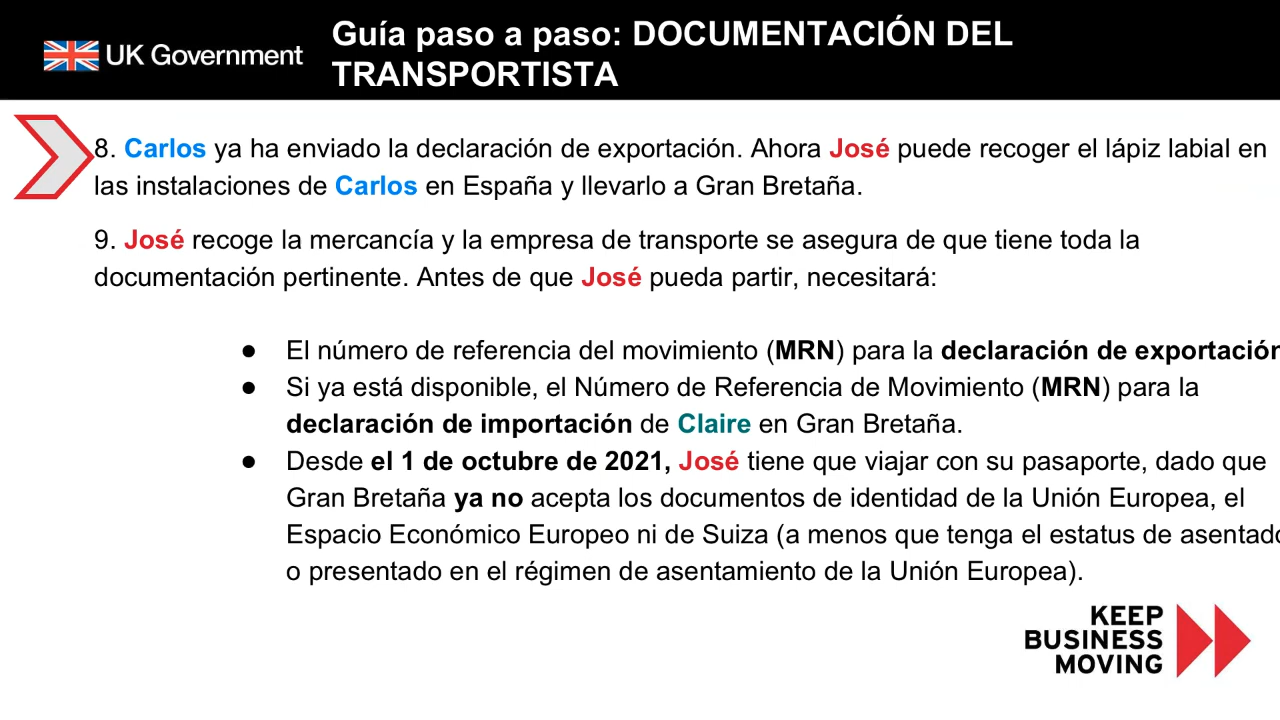 UK Government
Guía paso a paso: DOCUMENTACIÓN DEL
TRANSPORTISTA
8. Carlos ya ha enviado la declaración de exportación. Ahora José puede recoger el lápiz labial en
las instalaciones de Carlos en España y llevarlo a Gran Bretaña.
9. José recoge la mercancía y la empresa de transporte se asegura de que tiene toda la
documentación pertinente. Antes de que José pueda partir, necesitará:
● El número de referencia del movimiento (MRN) para la declaración de exportación
● Si ya está disponible, el Número de Referencia de Movimiento (MRN) para la
declaración de importación de Claire en Gran Bretaña.
● Desde el 1 de octubre de 2021, José tiene que viajar con su pasaporte, dado que
Gran Bretaña ya no acepta los documentos de identidad de la Unión Europea, el
Espacio Económico Europeo ni de Suiza (a menos que tenga el estatus de asentado
o presentado en el régimen de asentamiento de la Unión Europea).
KEEP
BUSINESS
MOVING